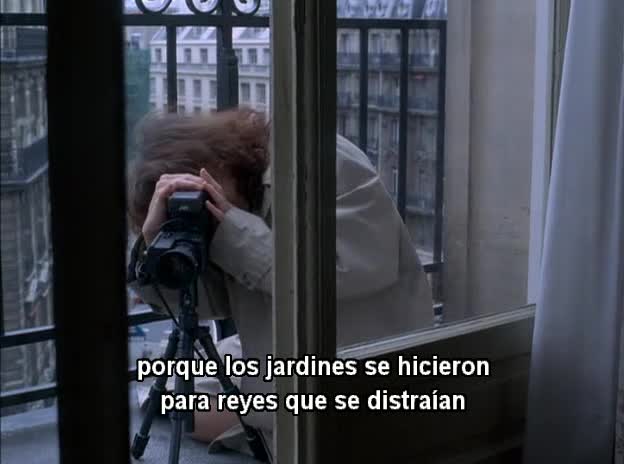 porque los jardines se hicieron
para reyes que se distraían